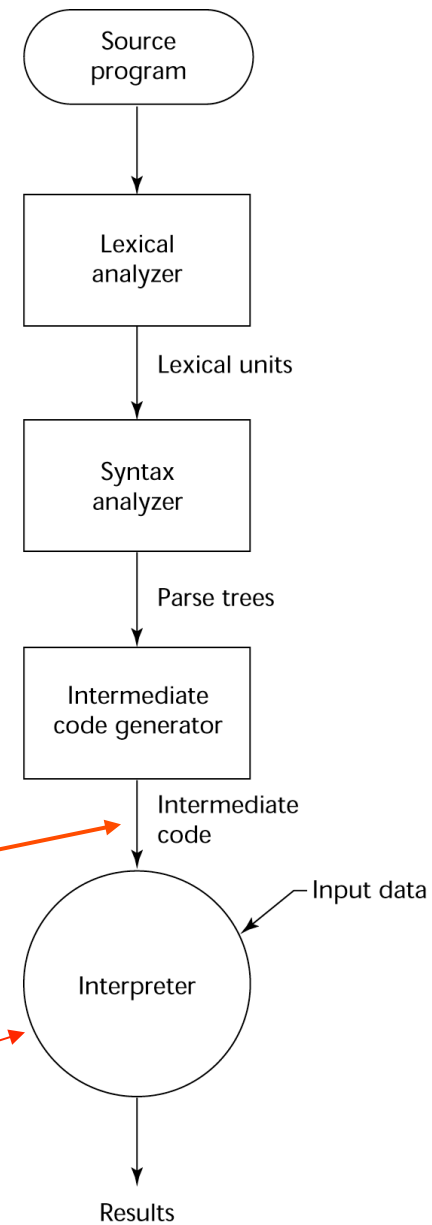 Source
program
Lexical
analyzer
Lexical units
Syntax
analyzer
Parse trees
Intermediate
code generator
Intermediate
code
Input data
Interpreter
Results